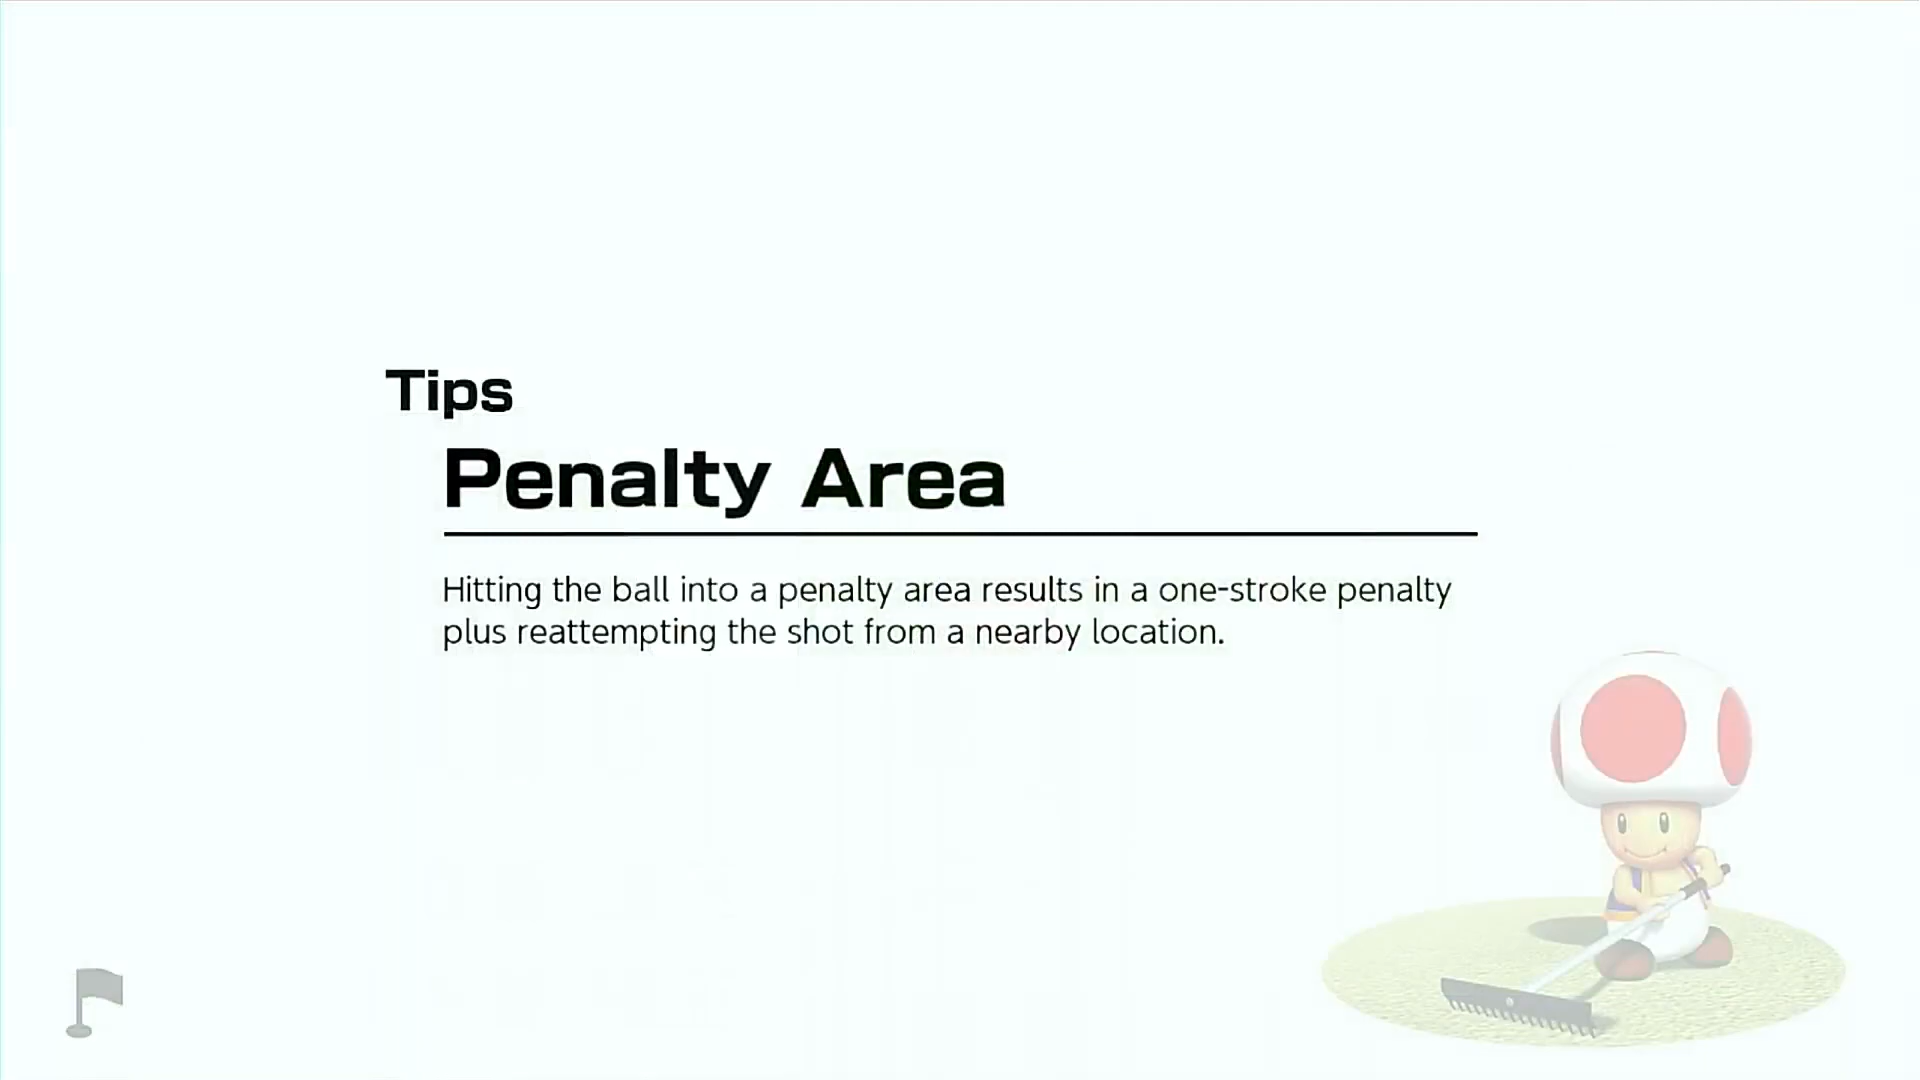 Tips
Penalty Area
Hitting the ball into a penalty area results in a one-stroke penalty
plus reattempting the shot from a nearby location.